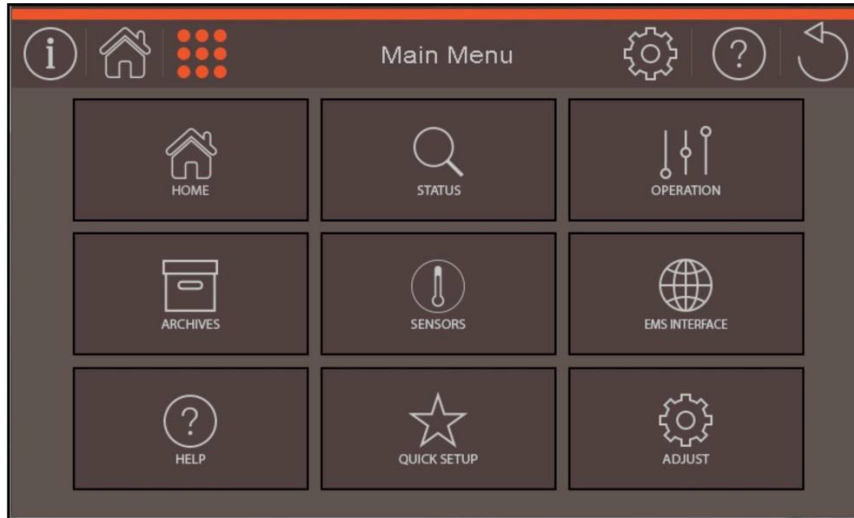 i Main Menu ?
HOME STATUS OPERATION
ARCHIVES SENSORS EMS INTERFACE
?
HELP QUICK SETUP ADJUST